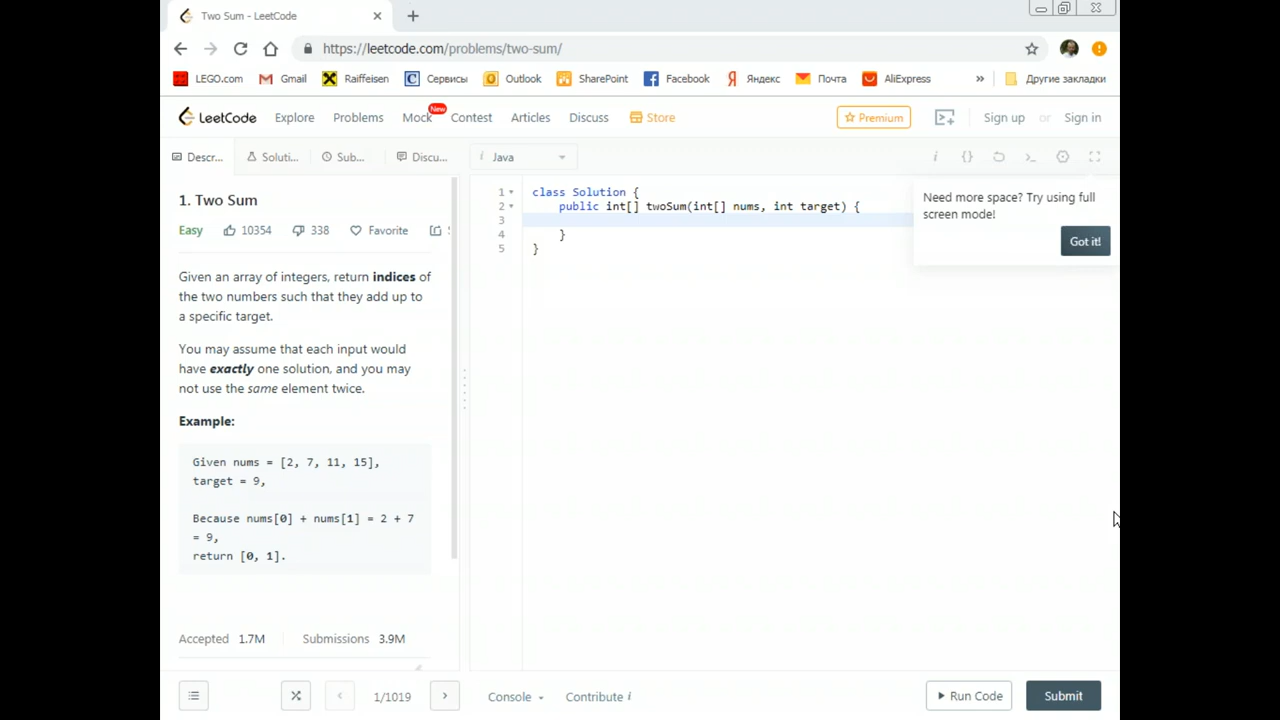 Two Sum - LeetCode
https://leetcode.com/problems/two-sum/
LEGO.com Gmail Raiffeisen Сервисы Outlook SharePoint Facebook Яндекс Почта AliExpress » Другие закладки
LeetCode Explore Problems Mock New Contest Articles Discuss Store Premium Sign up or Sign in
Descr... Soluti... Sub... Discu... i Java i {}
1. Two Sum
Easy 10354 338 Favorite
Given an array of integers, return indices of
the two numbers such that they add up to
a specific target.
You may assume that each input would
have exactly one solution, and you may
not use the same element twice.
Example:
Given nums = [2, 7, 11, 15],
target = 9,
Because nums[0] + nums[1] = 2 + 7
= 9,
return [0, 1].
Accepted 1.7M Submissions 3.9M
1 class Solution {
2 public int[] twoSum(int[] nums, int target) {
3
4 }
5 }
Need more space? Try using full
screen mode!
Got it!
1/1019 Console Contribute i Run Code Submit